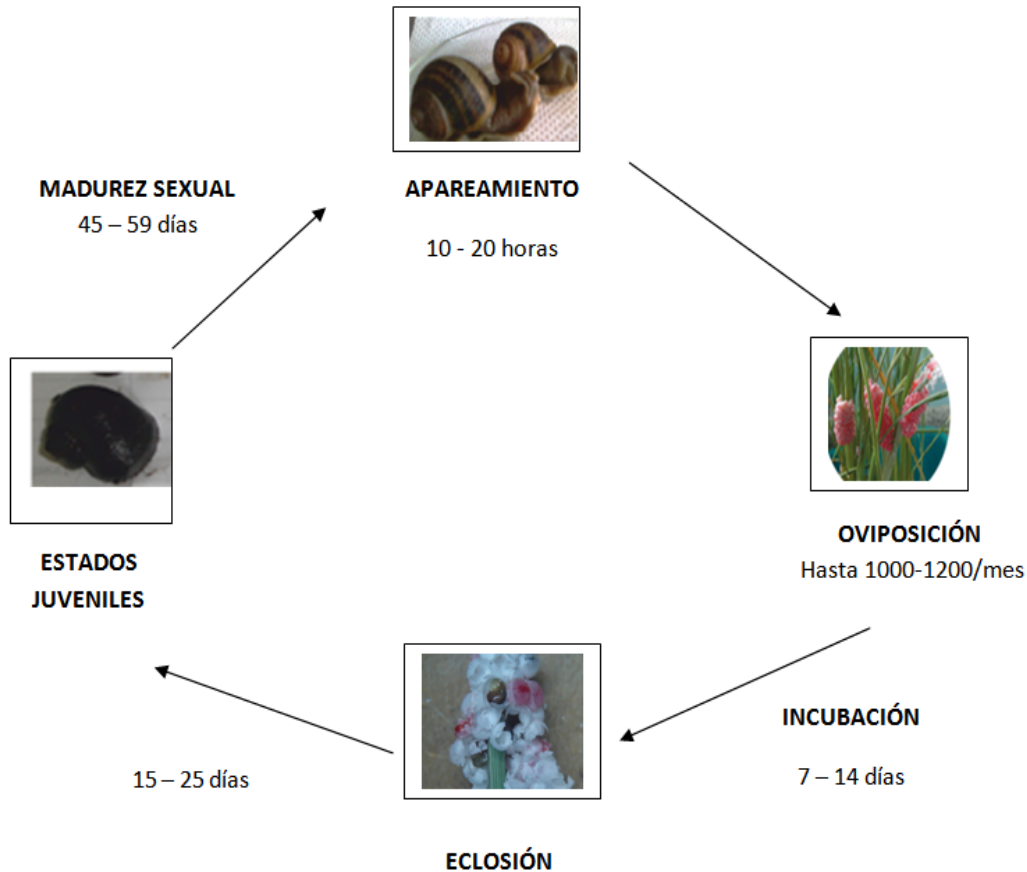 APAREAMIENTO
10 - 20 horas
OVIPOSICIÓN
Hasta 1000-1200/mes
INCUBACIÓN
7 – 14 días
ECLOSIÓN
15 – 25 días
ESTADOS
JUVENILES
MADUREZ SEXUAL
45 – 59 días